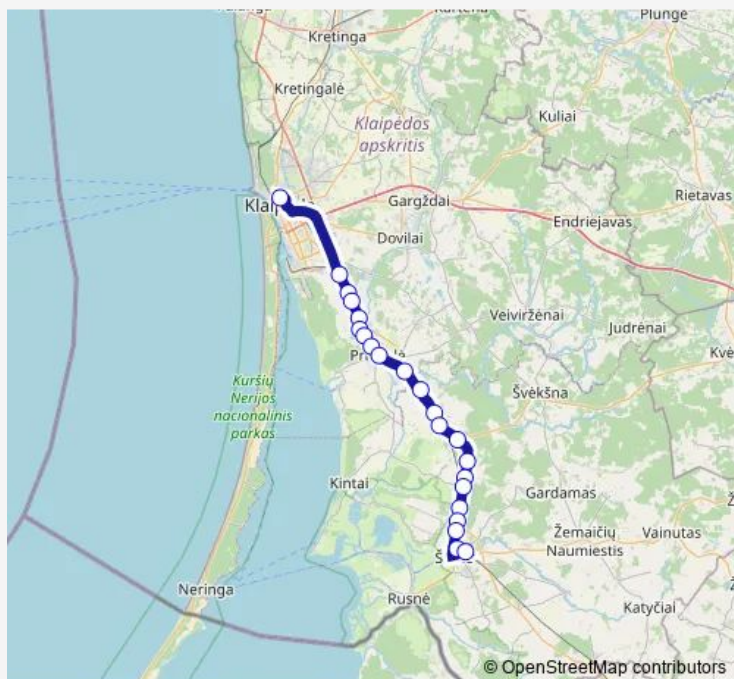 Plungė
Kretinga
Kretingalė
Kuliai
Klaipėdos
apskritis
Rietavas
Gargždai
Endriejavas
Dovilai
Veiviržėnai
Judrėnai
Kuršių
Nerijos
nacionalinis
parkas
Švėkšna
Kintai
Gardamas
Žemaičių
Naumiestis
Vainutas
Neringa
Rusnė
Katyčiai
© OpenStreetMap contributors